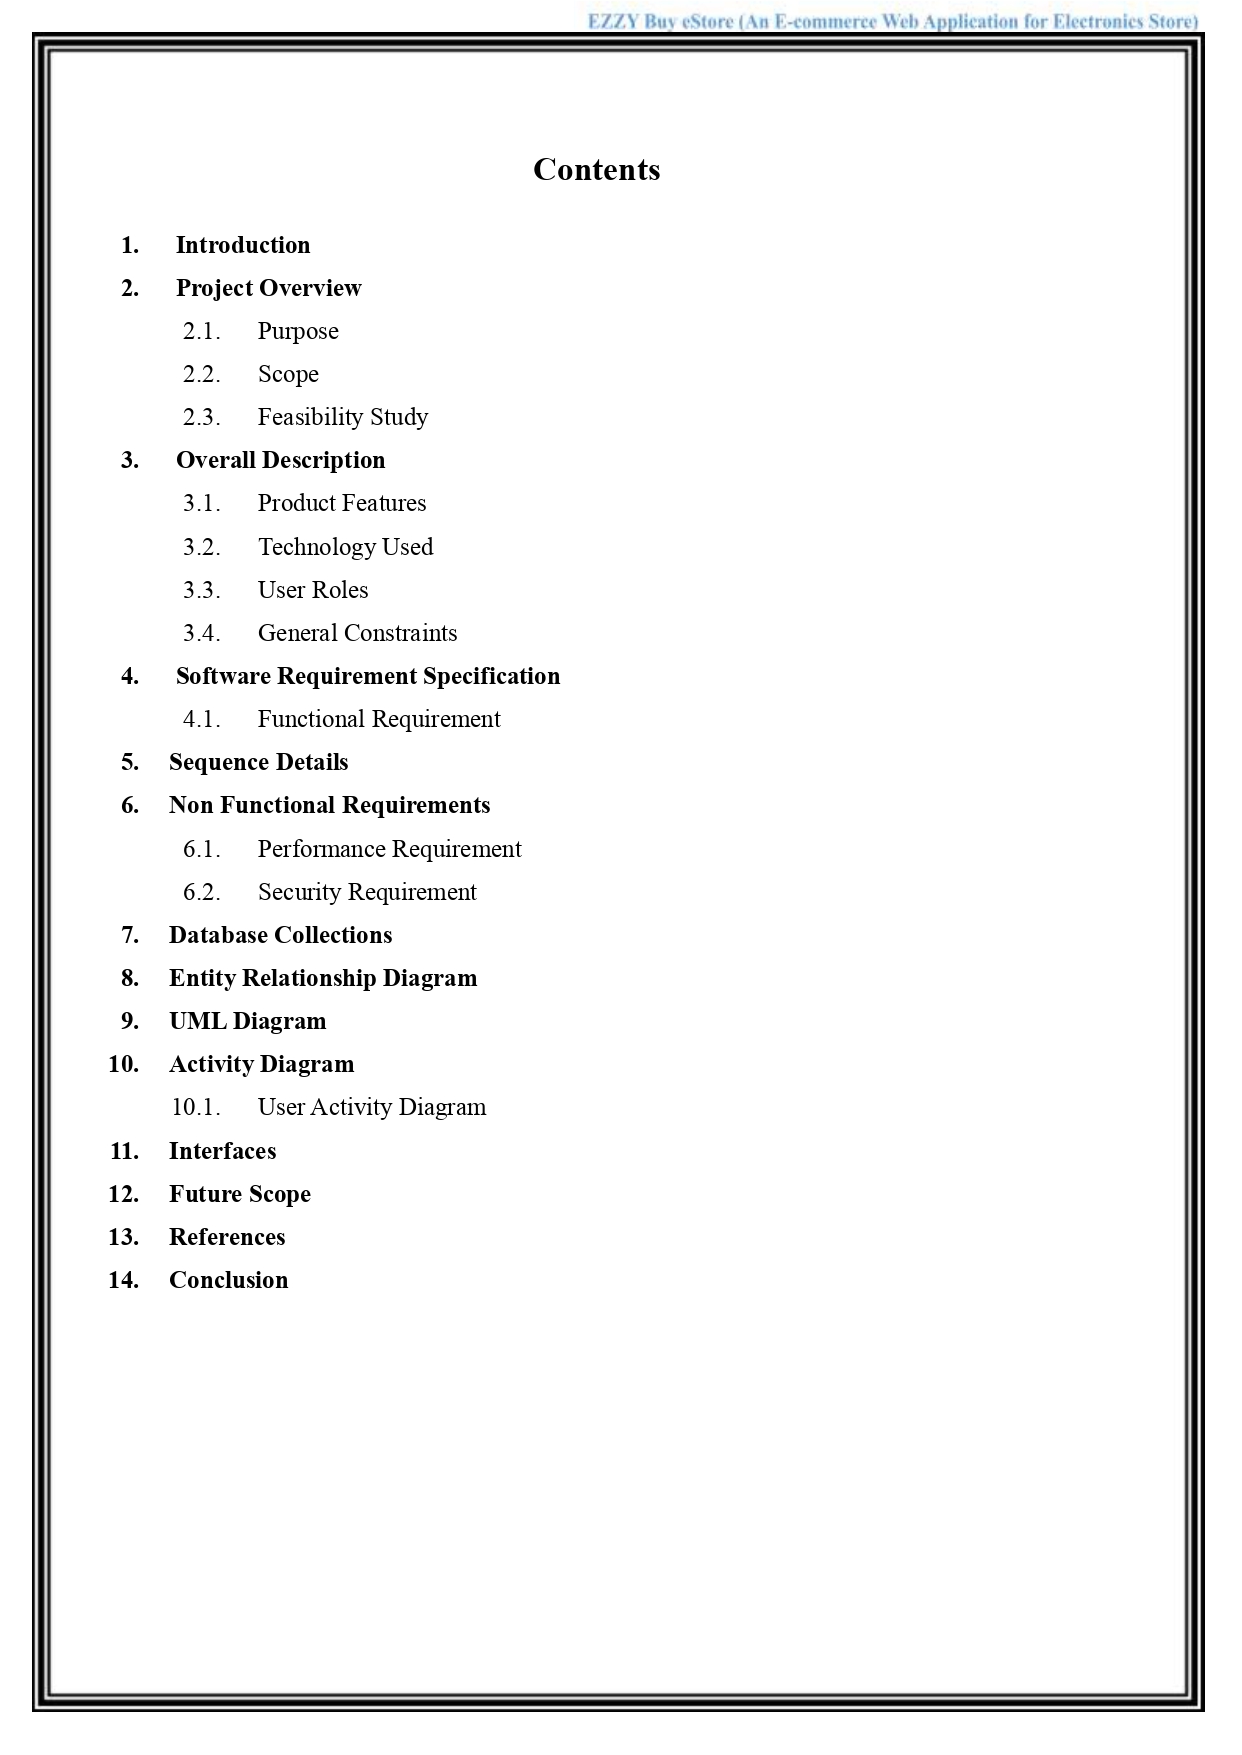 EZZY Buy eStore (An E-commerce Web Application for Electronics Store)
Contents
1. Introduction
2. Project Overview
2.1. Purpose
2.2. Scope
2.3. Feasibility Study
3. Overall Description
3.1. Product Features
3.2. Technology Used
3.3. User Roles
3.4. General Constraints
4. Software Requirement Specification
4.1. Functional Requirement
5. Sequence Details
6. Non Functional Requirements
6.1. Performance Requirement
6.2. Security Requirement
7. Database Collections
8. Entity Relationship Diagram
9. UML Diagram
10. Activity Diagram
10.1. User Activity Diagram
11. Interfaces
12. Future Scope
13. References
14. Conclusion